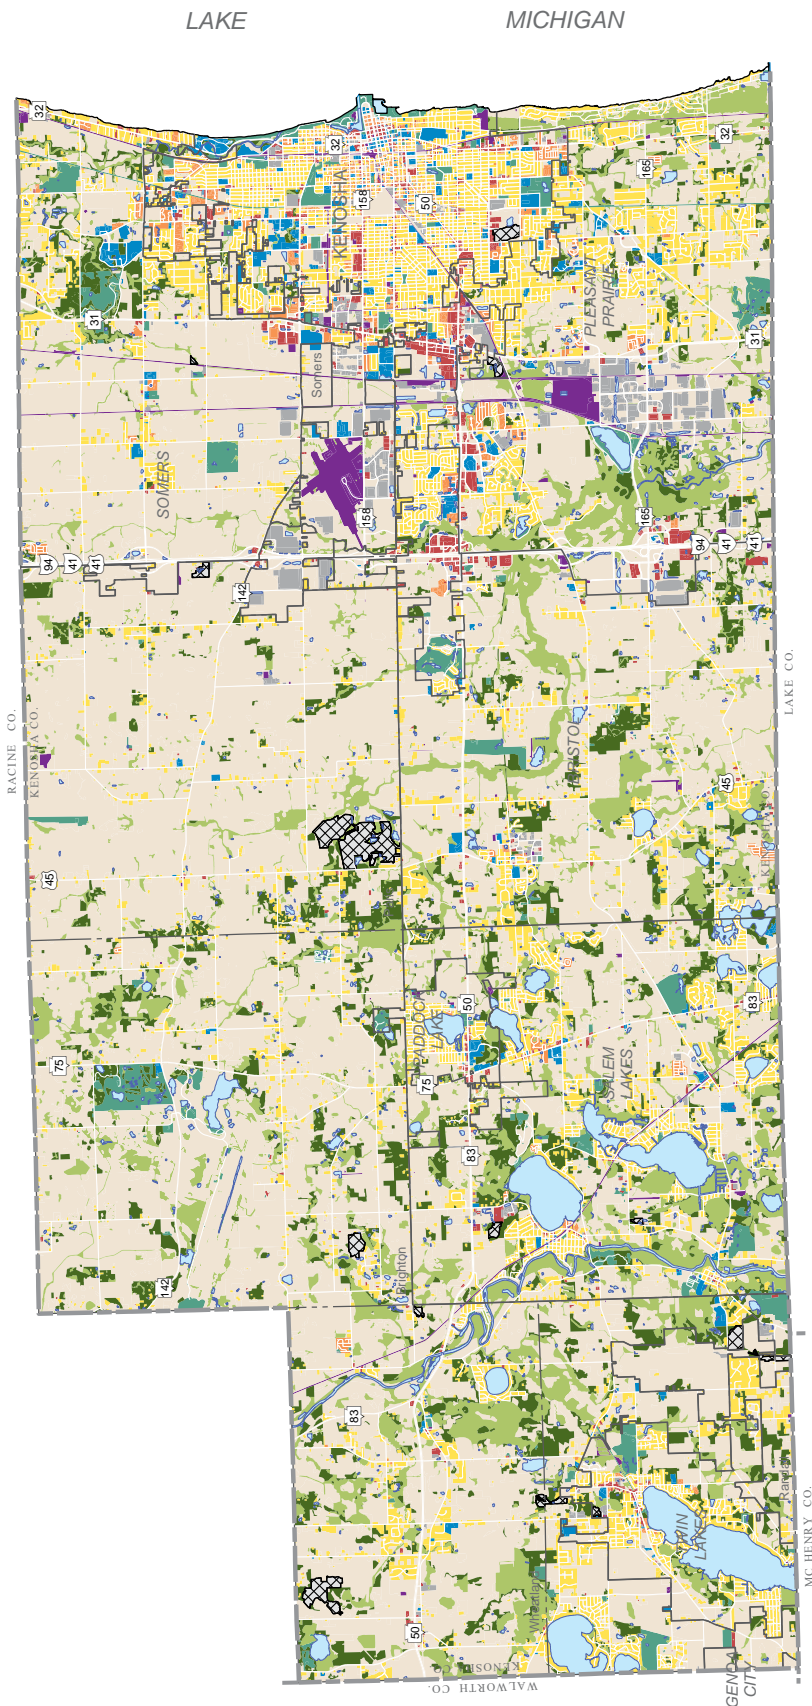 LAKE
MICHIGAN
32
32
32
165
158
50
KENOSHA
PLEASANT
PRAIRIE
31
31
Somers
SOMERS
158
165
94
41
41
94
41
41
142
RACINE CO.
KENOSHA CO.
LAKE CO.
KENOSHA CO.
BRISTOL
45
45
PADDOCK
LAKE
50
83
75
75
SALEM
LAKES
83
142
Brighton
83
TWIN
LAKES
Randall
Wheatland
50
MC HENRY CO.
KENOSHA CO.
WALWORTH CO.
GENOA
CITY